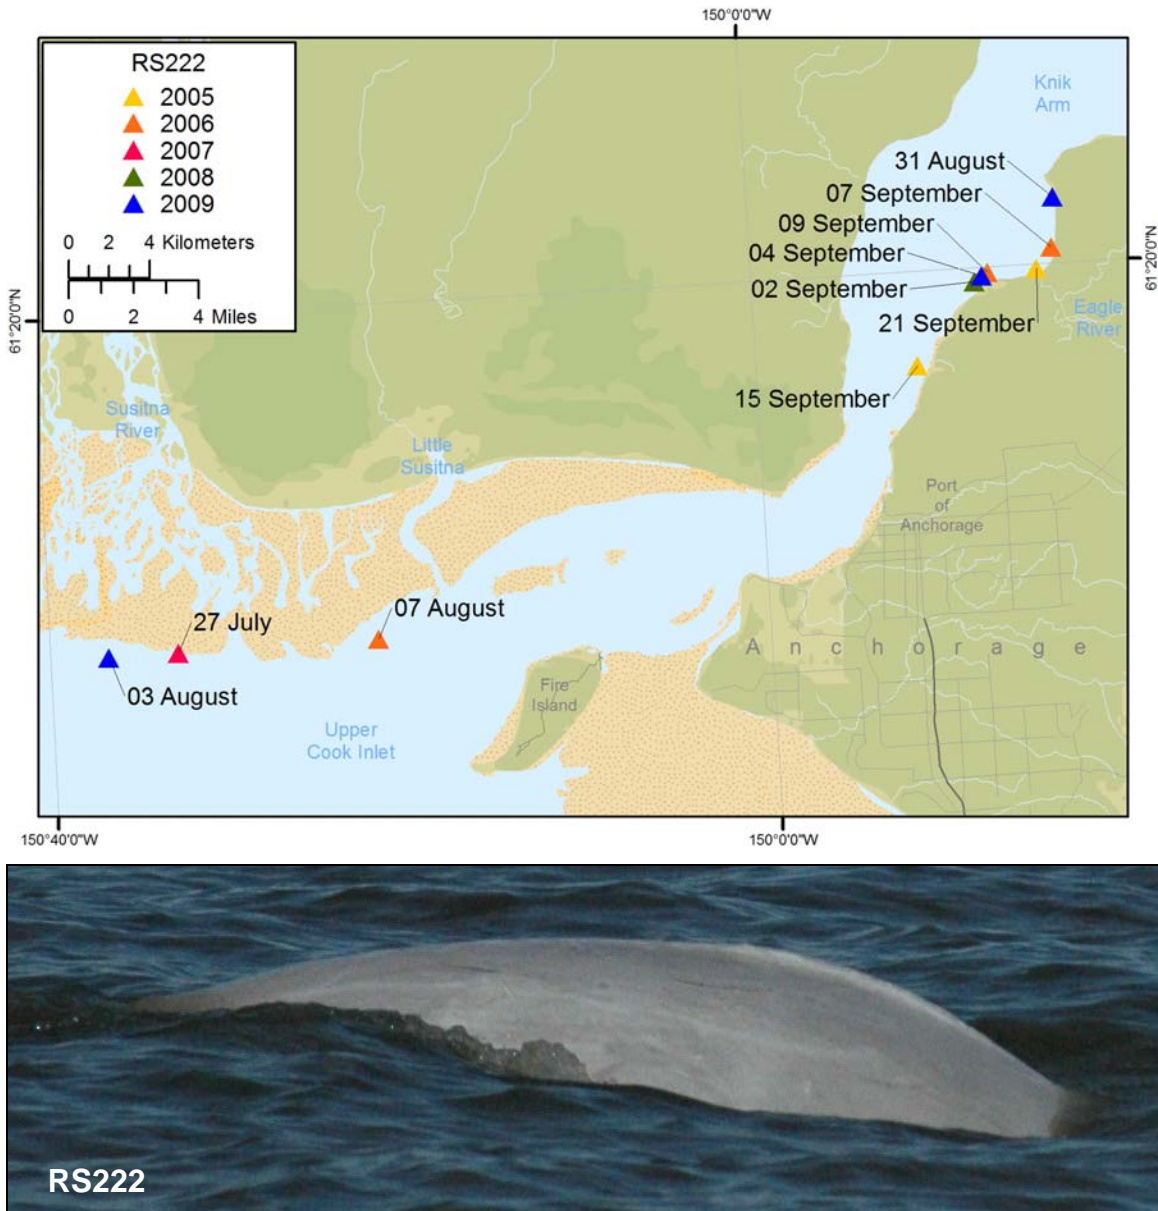 150°0'0"W
RS222
2005
2006
2007
2008
2009
0 2 4 Kilometers
0 2 4 Miles
Knik
Arm
31 August
07 September
09 September
04 September
02 September
21 September
15 September
61°20'0"N
61°20'0"N
Eagle
River
Susitna
River
Little
Susitna
Port
of
Anchorage
Anchorage
07 August
27 July
03 August
Fire
Island
Upper
Cook Inlet
150°40'0"W
150°0'0"W
RS222